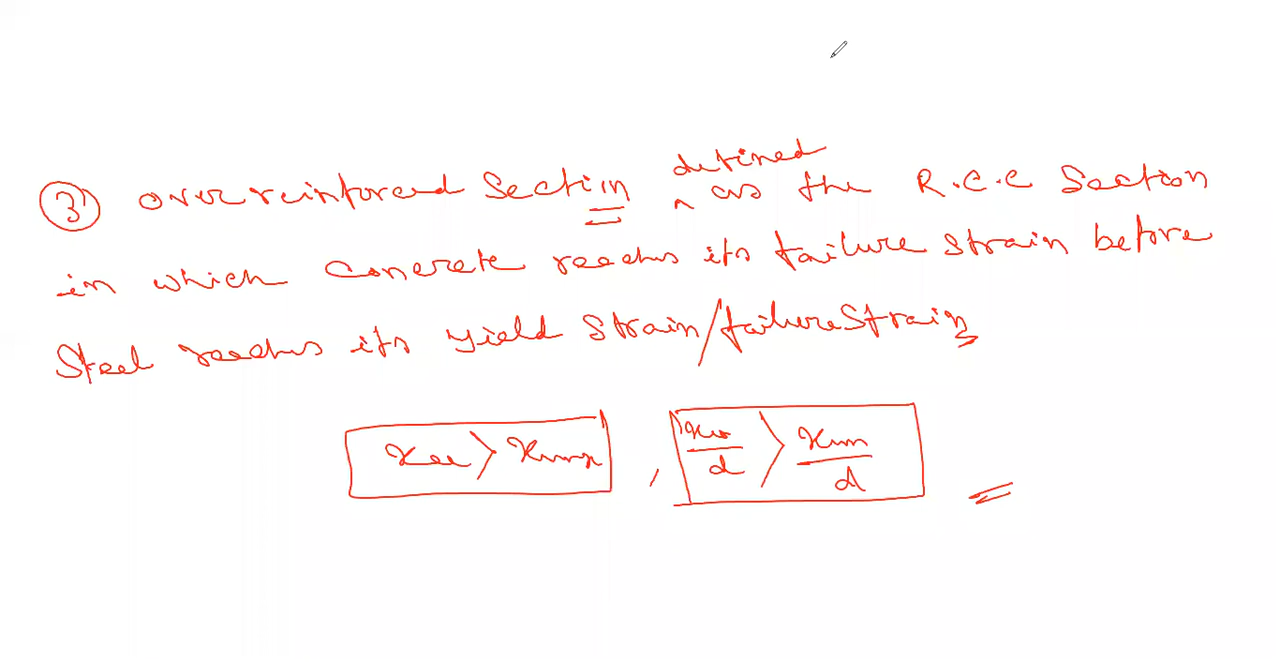 ③ Over reinforced Section defined as the R.C.C Section
in which Concrete reaches its failure strain before
Steel reaches its yield strain/failure strain
xu > xumax , xu/d > xum/d